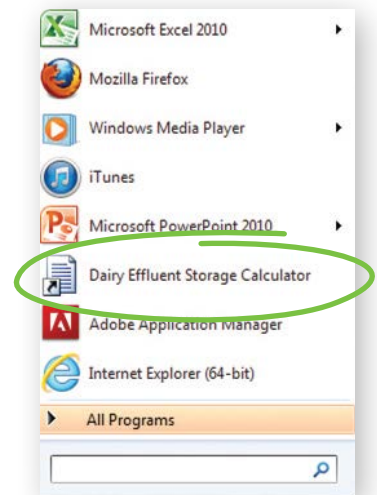 Microsoft Excel 2010
Mozilla Firefox
Windows Media Player
iTunes
Microsoft PowerPoint 2010
Dairy Effluent Storage Calculator
Adobe Application Manager
Internet Explorer (64-bit)
All Programs